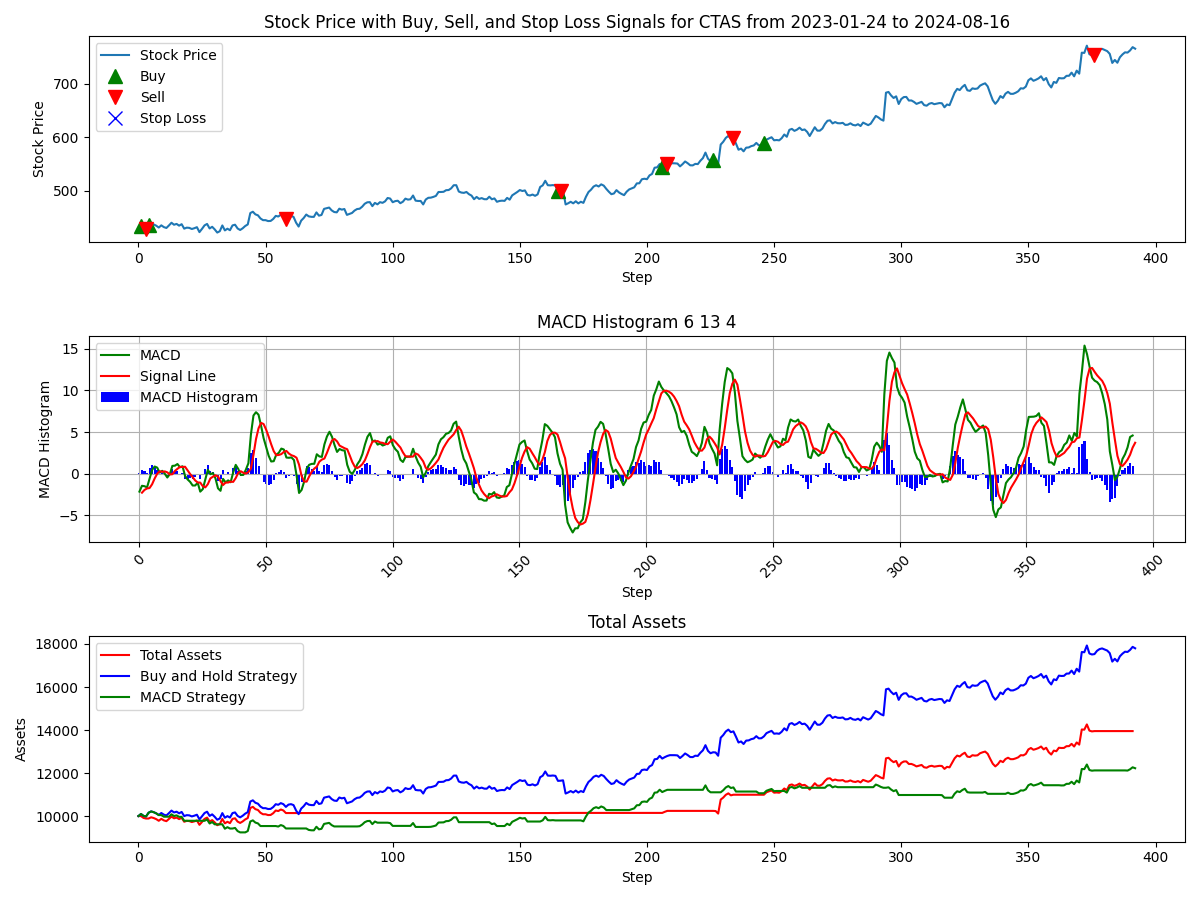 Stock Price with Buy, Sell, and Stop Loss Signals for CTAS from 2023-01-24 to 2024-08-16
Stock Price
Buy
Sell
Stop Loss
700
600
500
Stock Price
0 50 100 150 200 250 300 350 400
Step
MACD Histogram 6 13 4
MACD
Signal Line
MACD Histogram
15
10
5
0
−5
MACD Histogram
0 50 100 150 200 250 300 350 400
Step
Total Assets
Total Assets
Buy and Hold Strategy
MACD Strategy
18000
16000
14000
12000
10000
Assets
0 50 100 150 200 250 300 350 400
Step